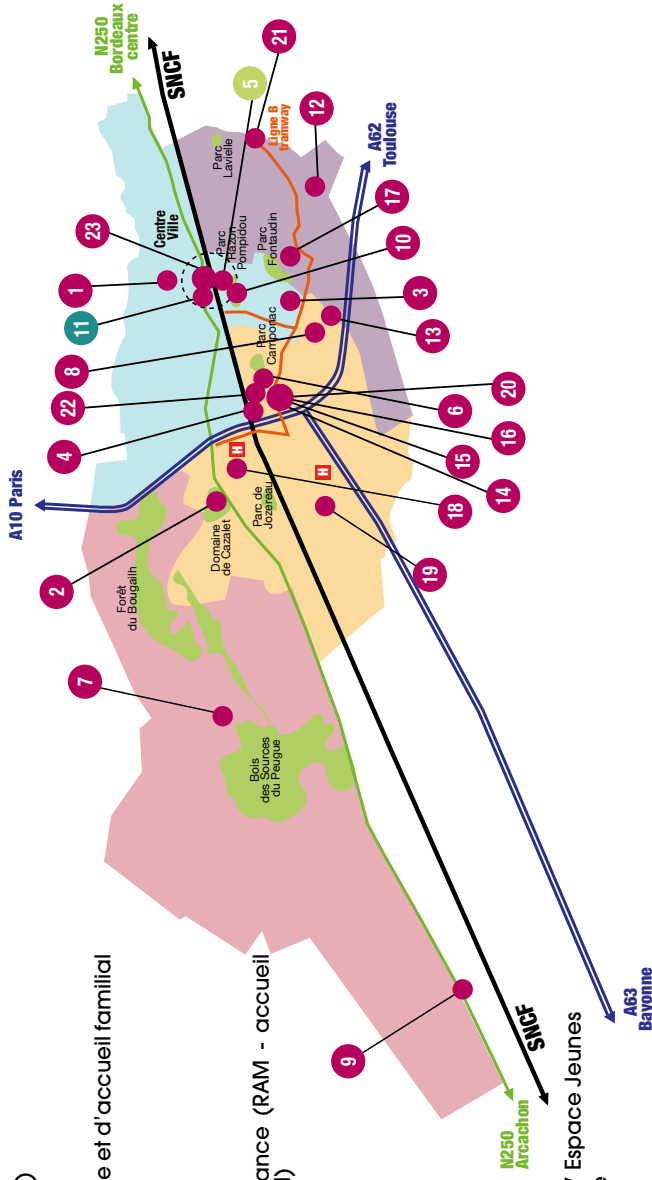 )
e et d'accueil familial
ance (RAM - accueil
l)
/ Espace Jeunes
e
N250
Bordeaux
centre
SNCF
21
5
Ligne B
tramway
12
A62
Toulouse
Parc
Lavielle
Centre
Ville
23
Parc
Razon
Pompidou
Parc
Fontaudin
17
10
1
11
3
13
8
Parc
Camponac
22
4
20
6
16
15
14
A10 Paris
H
H
18
19
2
Domaine
de Cazalet
Parc de
Jozereau
Forêt
du Bougailh
7
Bois
des Sources
du Peugue
9
SNCF
N250
Arcachon
A63
Bayonne